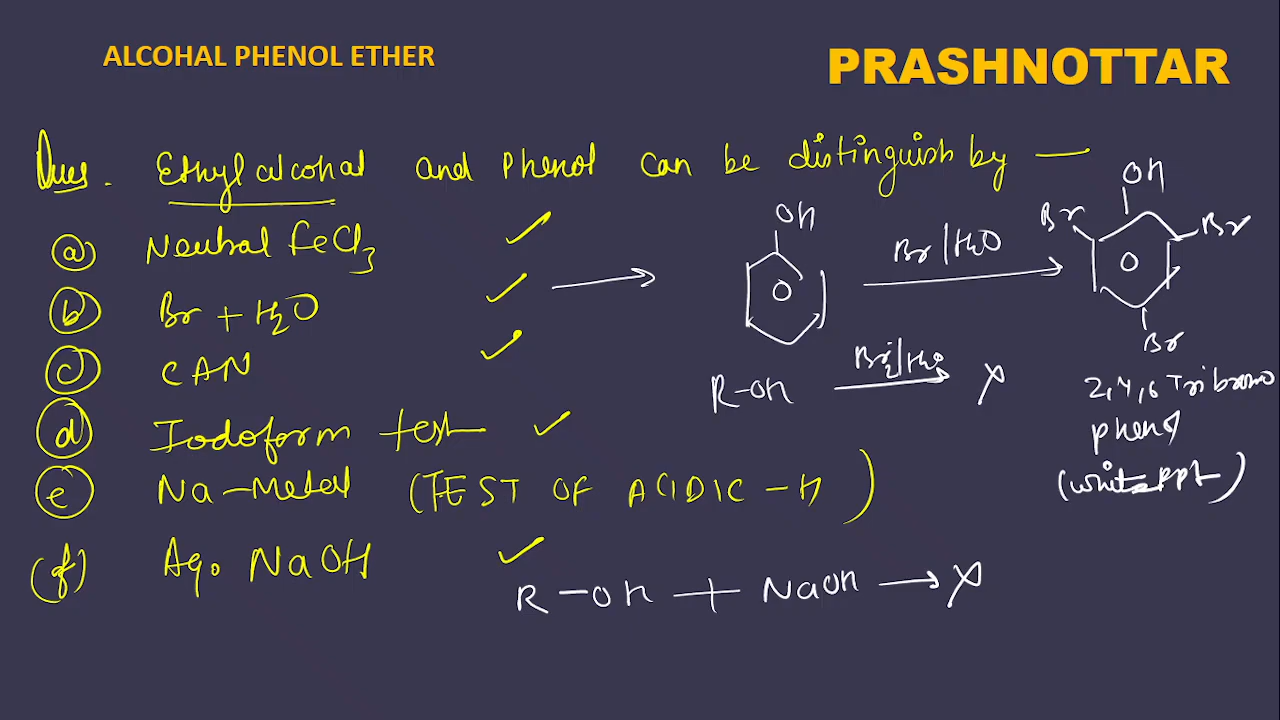 ALCOHAL PHENOL ETHER
PRASHNOTTAR
Ques. Ethyl alcohal and Phenol can be distinguish by —
(a) Neutral FeCl3
(b) Br + H2O
(c) CAN
(d) Iodoform test
(e) Na-Metal (TEST OF ACIDIC - H)
(f) Aq. NaOH
OH
Br/H2O
OH
Br
Br
Br
2,4,6 Tribromo
phenol
(white PPt)
R-OH Br2/H2O X
R-OH + NaOH → X